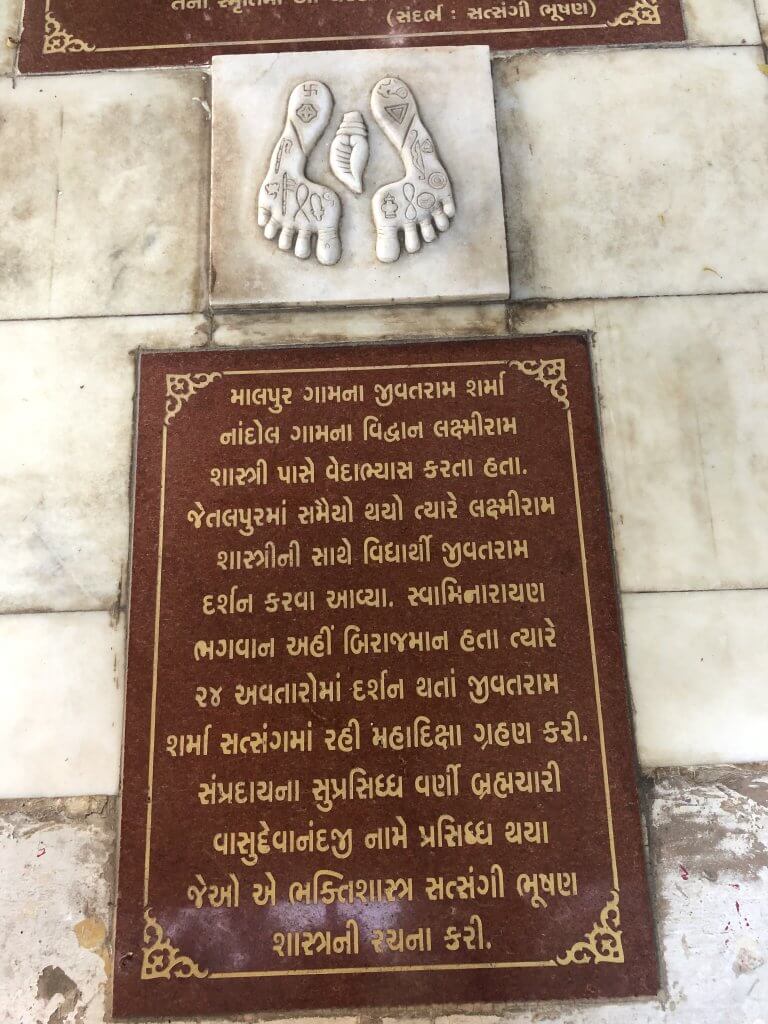 તેની સ્મૃતિમાં આ
(સંદર્ભ : સત્સંગી ભૂષણ)
માલપુર ગામના જીવતરામ શર્મા
નાંદોલ ગામના વિદ્વાન લક્ષ્મીરામ
શાસ્ત્રી પાસે વેદાભ્યાસ કરતા હતા.
જેતલપુરમાં સમૈયો થયો ત્યારે લક્ષ્મીરામ
શાસ્ત્રીની સાથે વિદ્યાર્થી જીવતરામ
દર્શન કરવા આવ્યા. સ્વામિનારાયણ
ભગવાન અહીં બિરાજમાન હતા ત્યારે
૨૪ અવતારોમાં દર્શન થતાં જીવતરામ
શર્મા સત્સંગમાં રહી મહાદિક્ષા ગ્રહણ કરી.
સંપ્રદાયના સુપ્રસિધ્ધ વર્ણી બ્રહ્મચારી
વાસુદેવાનંદજી નામે પ્રસિધ્ધ થયા
જેઓ એ ભક્તિશાસ્ત્ર સત્સંગી ભૂષણ
શાસ્ત્રની રચના કરી.